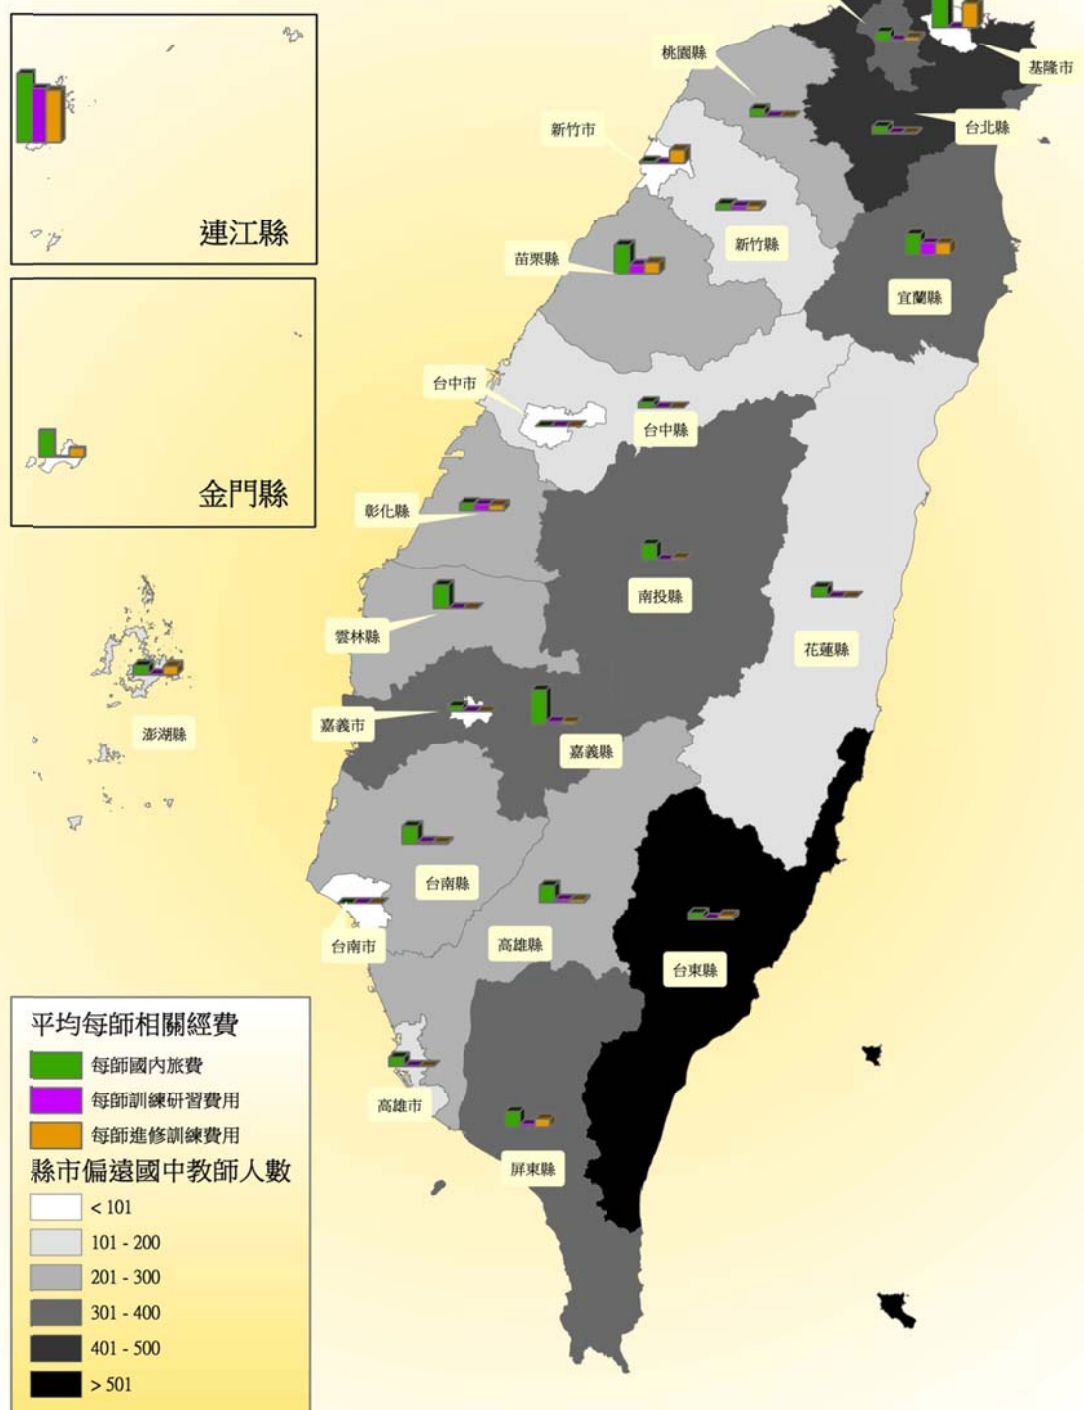 基隆市
桃園縣
台北縣
新竹市
連江縣
新竹縣
苗栗縣
宜蘭縣
台中市
台中縣
金門縣
彰化縣
南投縣
雲林縣
花蓮縣
嘉義市
澎湖縣
嘉義縣
台南縣
台南市
高雄縣
台東縣
高雄市
屏東縣
平均每師相關經費
每師國內旅費
每師訓練研習費用
每師進修訓練費用
縣市偏遠國中教師人數
< 101
101 - 200
201 - 300
301 - 400
401 - 500
> 501